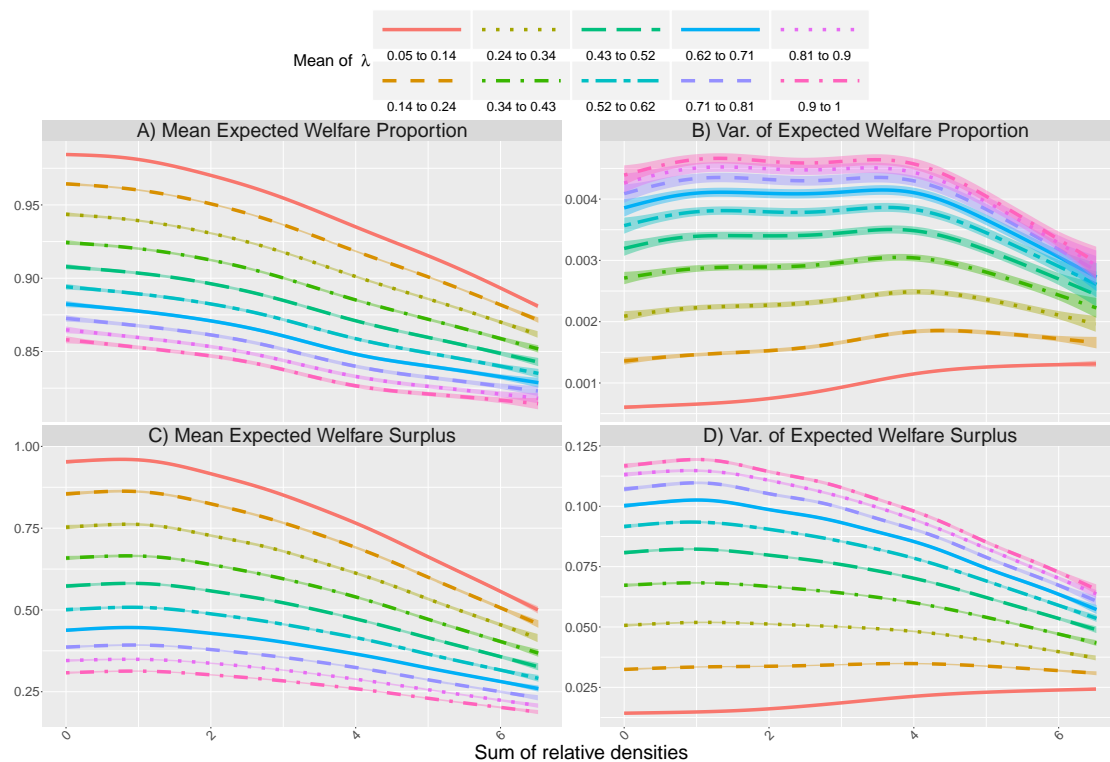 Mean of λ
0.05 to 0.14 0.24 to 0.34 0.43 to 0.52 0.62 to 0.71 0.81 to 0.9
0.14 to 0.24 0.34 to 0.43 0.52 to 0.62 0.71 to 0.81 0.9 to 1
A) Mean Expected Welfare Proportion
0.95
0.90
0.85
B) Var. of Expected Welfare Proportion
0.004
0.003
0.002
0.001
C) Mean Expected Welfare Surplus
1.00
0.75
0.50
0.25
0 2 4 6
D) Var. of Expected Welfare Surplus
0.125
0.100
0.075
0.050
0.025
0 2 4 6
Sum of relative densities